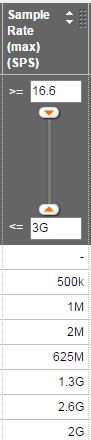 Sample
Rate
(max)
(SPS)
>= 16.6
<= 3G
-
500k
1M
2M
625M
1.3G
2.6G
2G